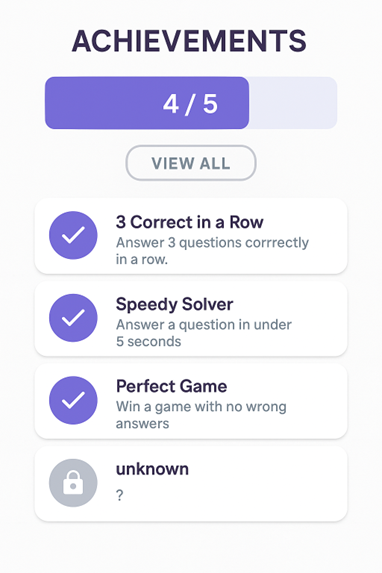 ACHIEVEMENTS
4 / 5
VIEW ALL
3 Correct in a Row
Answer 3 questions corrrectly
in a row.
Speedy Solver
Answer a question in under
5 seconds
Perfect Game
Win a game with no wrong
answers
unknown
?